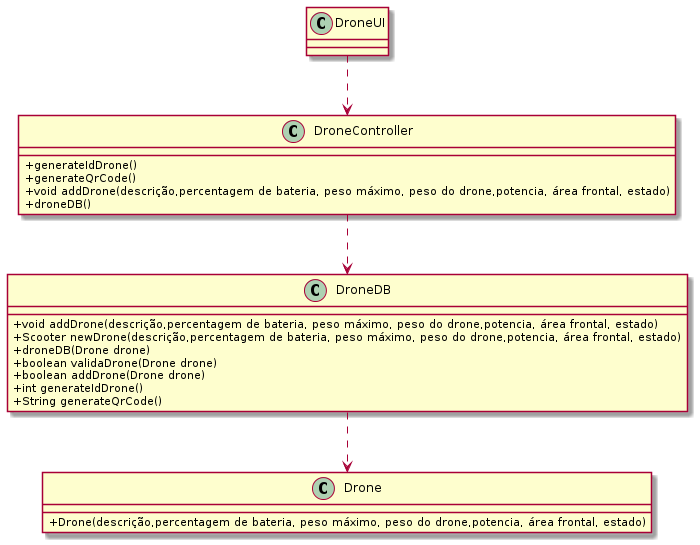 C DroneUI
C DroneController
+generateIdDrone()
+generateQrCode()
+void addDrone(descrição,percentagem de bateria, peso máximo, peso do drone,potencia, área frontal, estado)
+droneDB()
C DroneDB
+void addDrone(descrição,percentagem de bateria, peso máximo, peso do drone,potencia, área frontal, estado)
+Scooter newDrone(descrição,percentagem de bateria, peso máximo, peso do drone,potencia, área frontal, estado)
+droneDB(Drone drone)
+boolean validaDrone(Drone drone)
+boolean addDrone(Drone drone)
+int generateIdDrone()
+String generateQrCode()
C Drone
+Drone(descrição,percentagem de bateria, peso máximo, peso do drone,potencia, área frontal, estado)